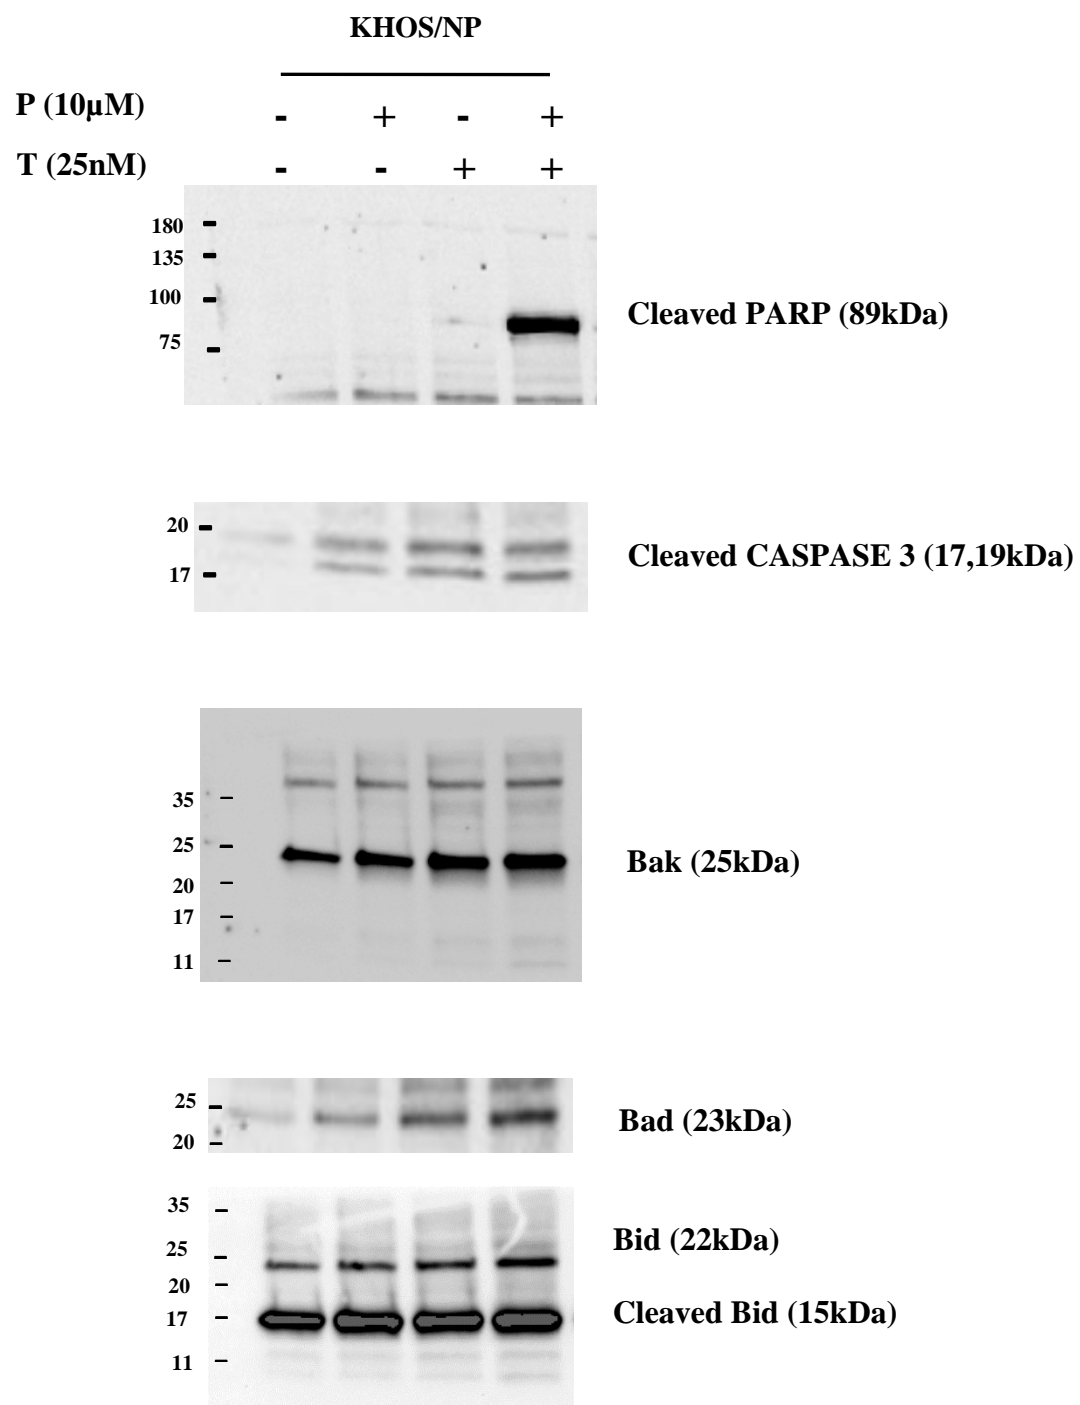 KHOS/NP
P (10µM) - + - +
T (25nM) - - + +
180
135
100
75
Cleaved PARP (89kDa)
20
17
Cleaved CASPASE 3 (17,19kDa)
35
25
20
17
11
Bak (25kDa)
25
20
Bad (23kDa)
35
25
20
17
11
Bid (22kDa)
Cleaved Bid (15kDa)